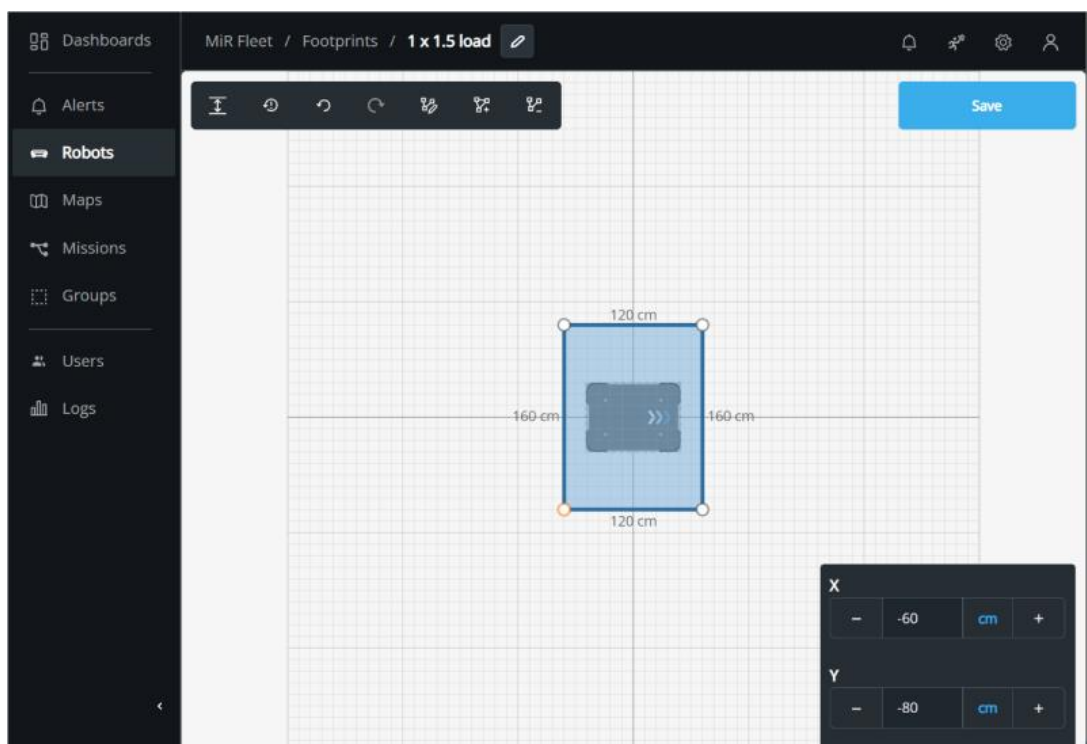 Dashboards
MiR Fleet / Footprints / 1 x 1.5 load
Alerts
Save
Robots
Maps
Missions
Groups
Users
Logs
120 cm
160 cm
160 cm
120 cm
X
- -60 cm +
Y
- -80 cm +